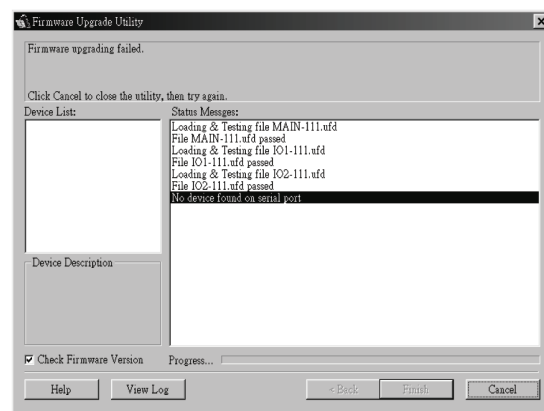 Firmware Upgrade Utility
Firmware upgrading failed.
Click Cancel to close the utility, then try again.
Device List:
Status Messges:
Loading & Testing file MAIN-111.ufd
File MAIN-111.ufd passed
Loading & Testing file IO1-111.ufd
File IO1-111.ufd passed
Loading & Testing file IO2-111.ufd
File IO2-111.ufd passed
No device found on serial port
Device Description
Check Firmware Version
Progress...
Help
View Log
< Back
Finish
Cancel